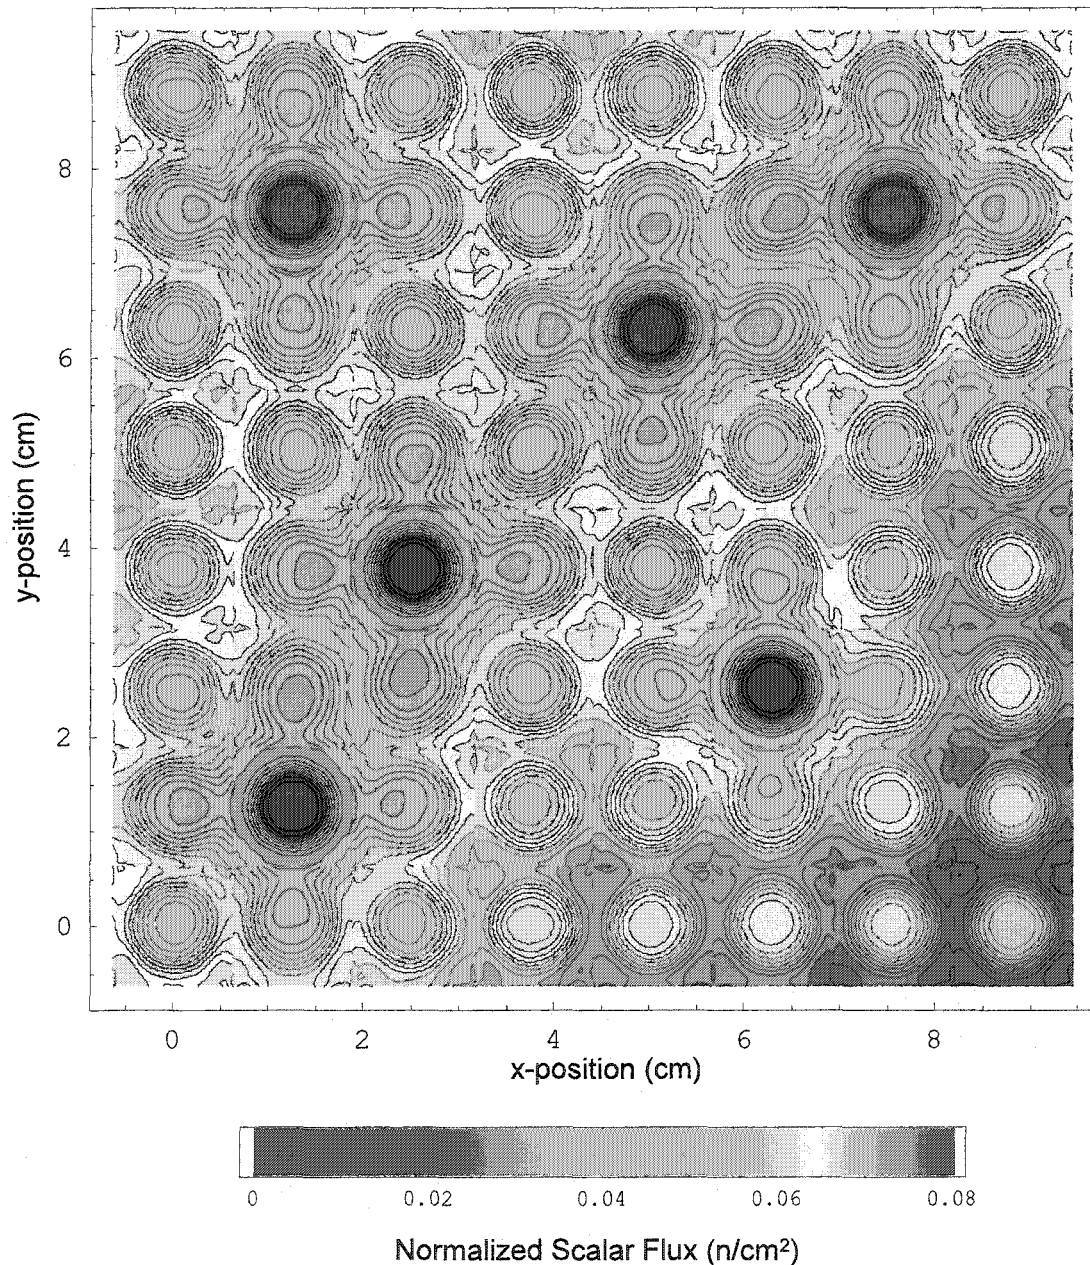 8
6
4
2
0
y-position (cm)
0 2 4 6 8
x-position (cm)
0 0.02 0.04 0.06 0.08
Normalized Scalar Flux (n/cm²)